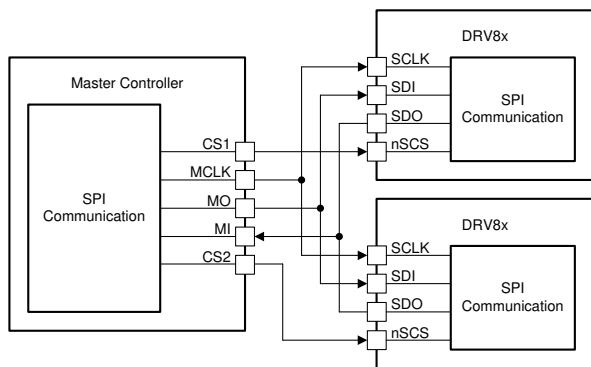 Master Controller
SPI
Communication
CS1
MCLK
MO
MI
CS2
DRV8x
SCLK
SDI
SDO
nSCS
SPI
Communication
DRV8x
SCLK
SDI
SDO
nSCS
SPI
Communication